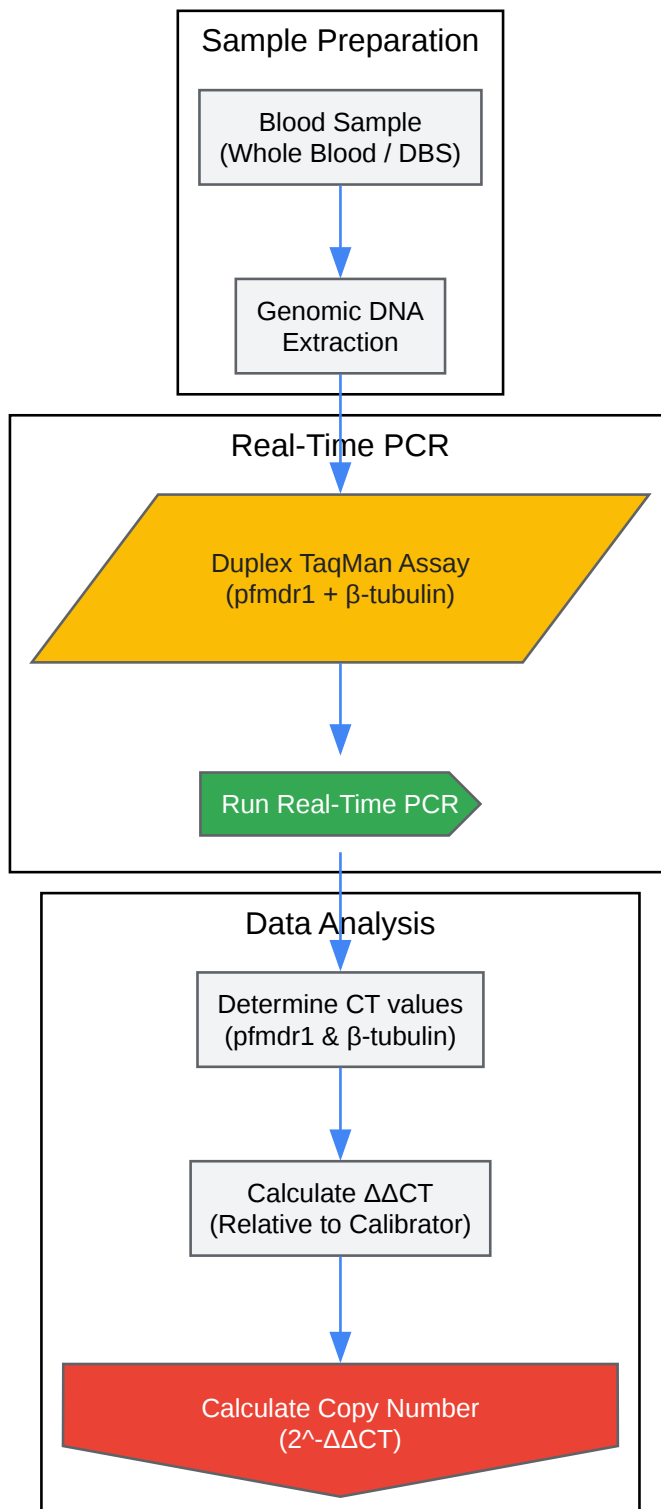 Sample Preparation
Blood Sample
(Whole Blood / DBS)
Genomic DNA
Extraction
Real-Time PCR
Duplex TaqMan Assay
(pfmdr1 + β-tubulin)
Run Real-Time PCR
Data Analysis
Determine CT values
(pfmdr1 & β-tubulin)
Calculate ΔΔCT
(Relative to Calibrator)
Calculate Copy Number
(2^-ΔΔCT)